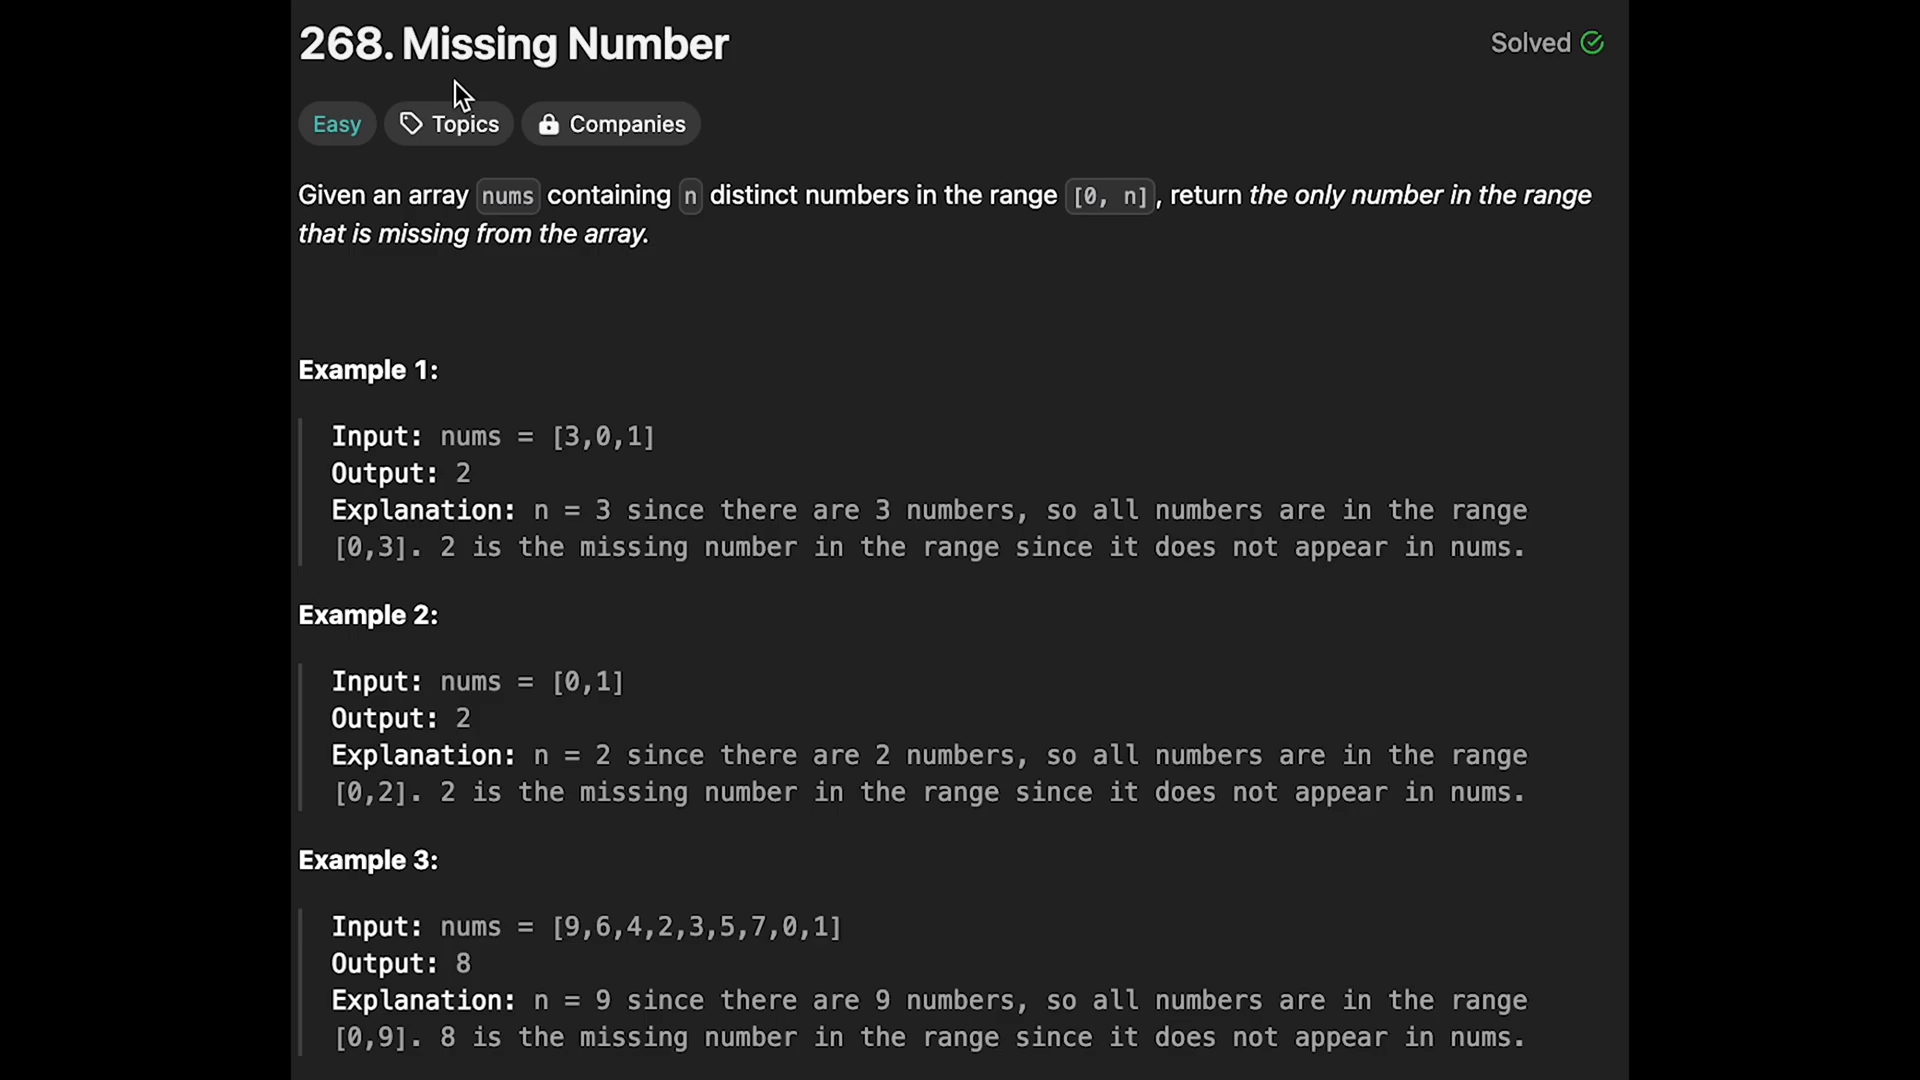 268. Missing Number
Solved
Easy
Topics
Companies
Given an array nums containing n distinct numbers in the range [0, n], return the only number in the range
that is missing from the array.
Example 1:
Input: nums = [3,0,1]
Output: 2
Explanation: n = 3 since there are 3 numbers, so all numbers are in the range
[0,3]. 2 is the missing number in the range since it does not appear in nums.
Example 2:
Input: nums = [0,1]
Output: 2
Explanation: n = 2 since there are 2 numbers, so all numbers are in the range
[0,2]. 2 is the missing number in the range since it does not appear in nums.
Example 3:
Input: nums = [9,6,4,2,3,5,7,0,1]
Output: 8
Explanation: n = 9 since there are 9 numbers, so all numbers are in the range
[0,9]. 8 is the missing number in the range since it does not appear in nums.